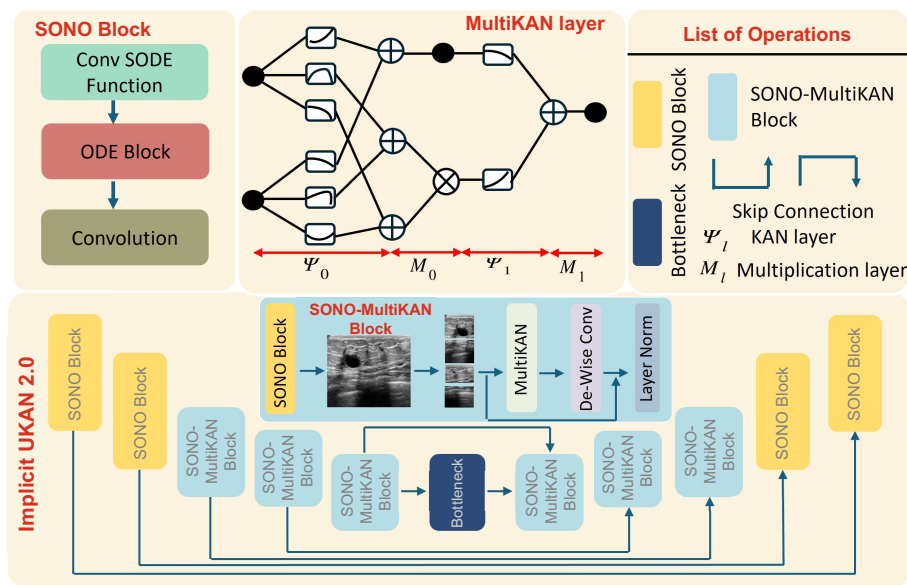 SONO Block
Conv SODE
Function
ODE Block
Convolution
MultiKAN layer
Ψ₀
M₀
Ψ₁
M₁
List of Operations
SONO Block
SONO-MultiKAN
Block
Bottleneck
Skip Connection
Ψ_l KAN layer
M_l Multiplication layer
Implicit UKAN 2.0
SONO-MultiKAN
Block
SONO Block
MultiKAN
De-Wise Conv
Layer Norm
SONO Block
SONO Block
SONO-
MultiKAN
Block
SONO-
MultiKAN
Block
SONO-
MultiKAN
Block
Bottleneck
SONO-
MultiKAN
Block
SONO-
MultiKAN
Block
SONO-
MultiKAN
Block
SONO Block
SONO Block